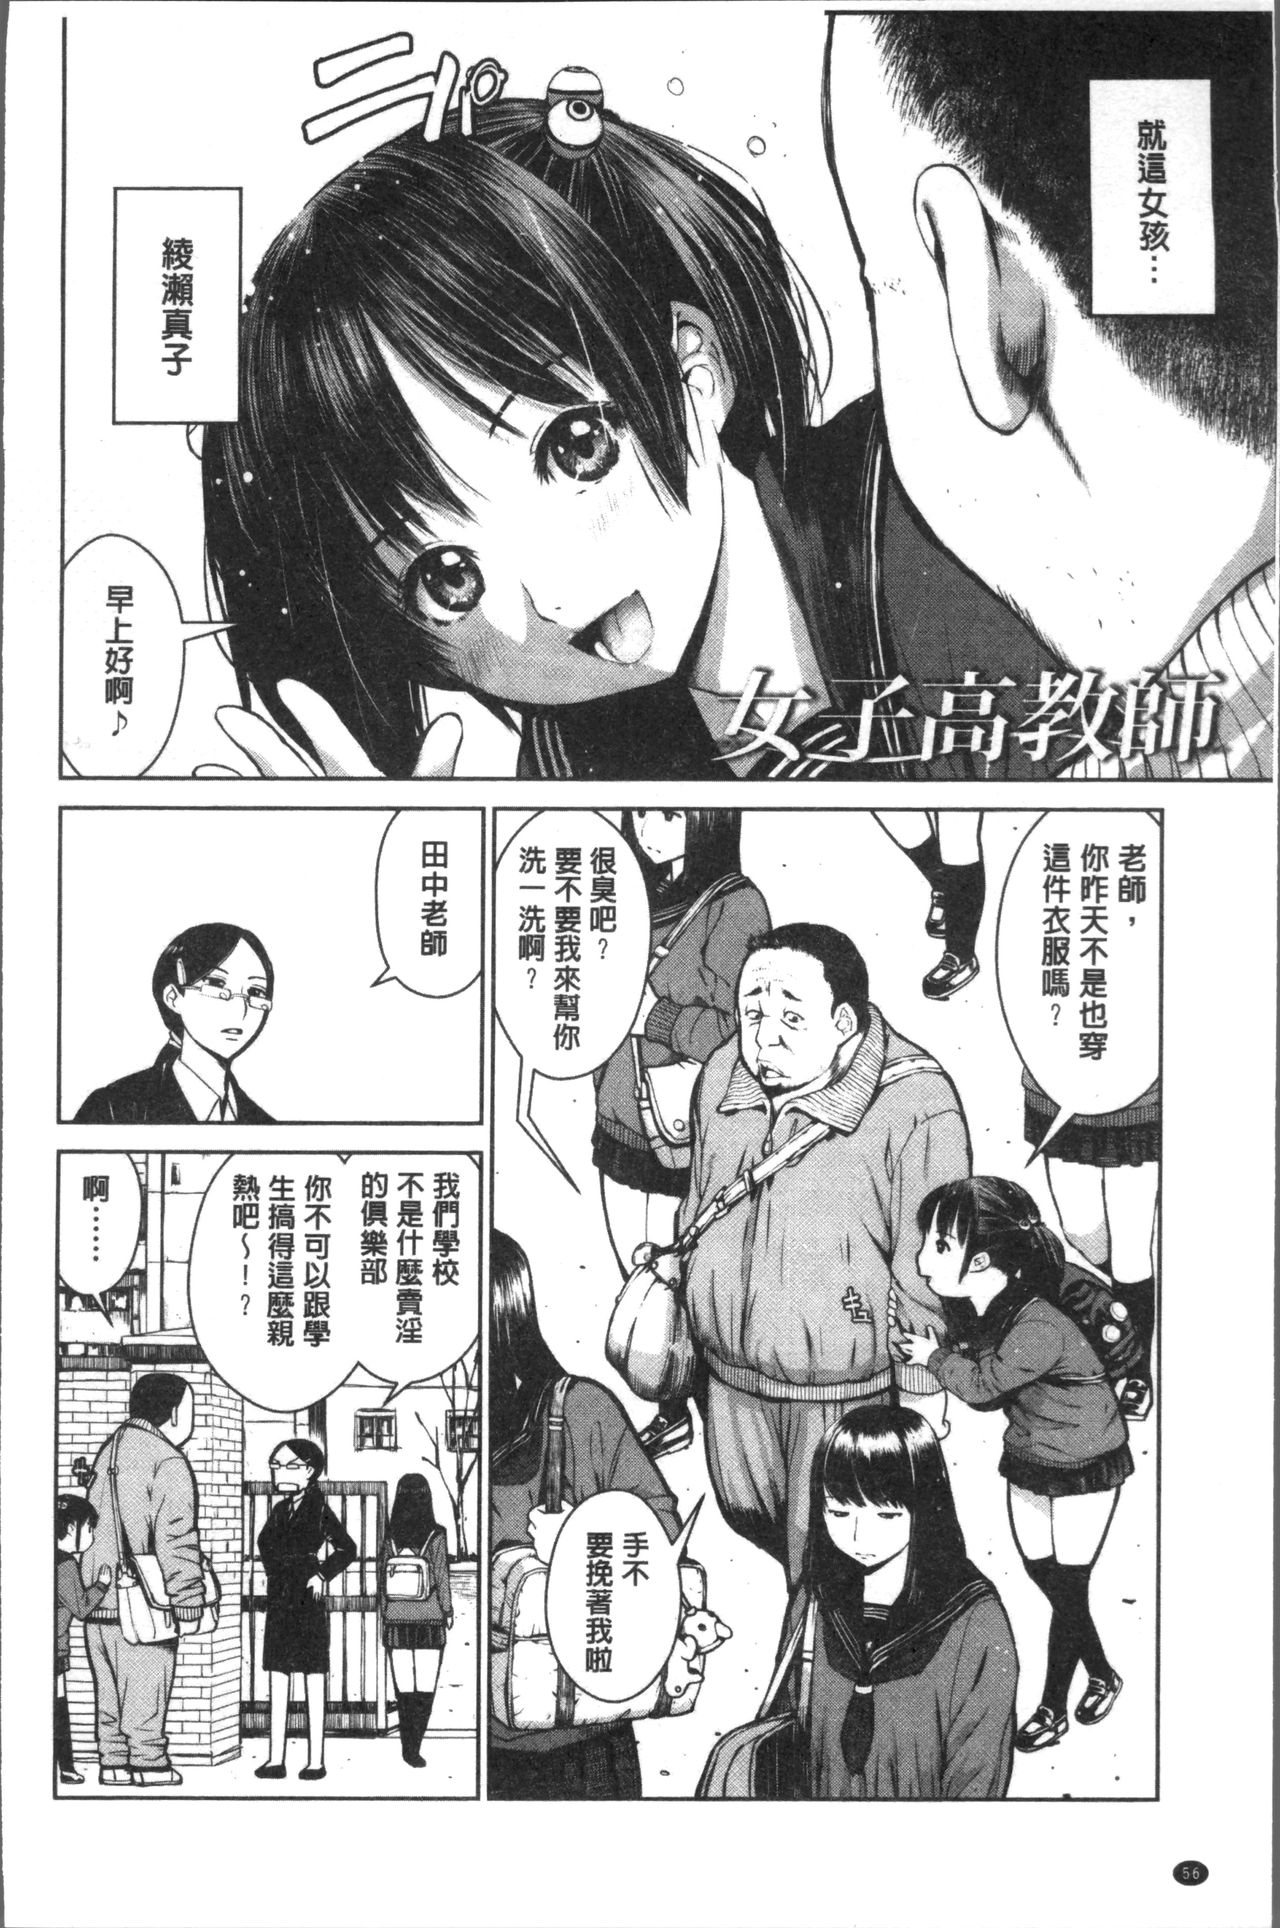 就這女孩…
綾瀨真子
ニパ
早上好啊♪
女子高教師
老師，
你昨天不是也穿
這件衣服嗎？
很臭吧？
要不要我來幫你
洗一洗啊？
手不
要挽著我啦
田中老師
我們學校
不是什麼賣淫
的俱樂部
你不可以跟學
生搞得這麼親
熱吧～！？
啊……
56